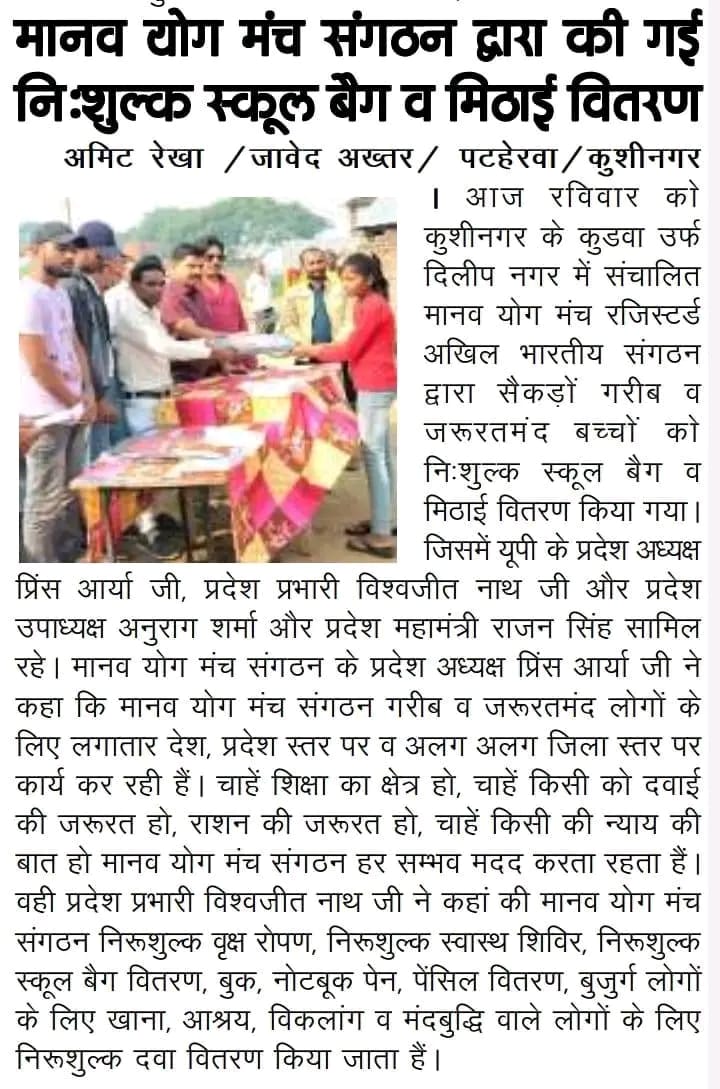 मानव योग मंच संगठन द्वारा की गई
निःशुल्क स्कूल बैग व मिठाई वितरण
अमिट रेखा /जावेद अख्तर/ पटहेरवा/कुशीनगर
। आज रविवार को
कुशीनगर के कुडवा उर्फ
दिलीप नगर में संचालित
मानव योग मंच रजिस्टर्ड
अखिल भारतीय संगठन
द्वारा सैकड़ों गरीब व
जरूरतमंद बच्चों को
निःशुल्क स्कूल बैग व
मिठाई वितरण किया गया।
जिसमें यूपी के प्रदेश अध्यक्ष
प्रिंस आर्या जी, प्रदेश प्रभारी विश्वजीत नाथ जी और प्रदेश
उपाध्यक्ष अनुराग शर्मा और प्रदेश महामंत्री राजन सिंह सामिल
रहे। मानव योग मंच संगठन के प्रदेश अध्यक्ष प्रिंस आर्या जी ने
कहा कि मानव योग मंच संगठन गरीब व जरूरतमंद लोगों के
लिए लगातार देश, प्रदेश स्तर पर व अलग अलग जिला स्तर पर
कार्य कर रही हैं। चाहें शिक्षा का क्षेत्र हो, चाहें किसी को दवाई
की जरूरत हो, राशन की जरूरत हो, चाहें किसी की न्याय की
बात हो मानव योग मंच संगठन हर सम्भव मदद करता रहता हैं।
वही प्रदेश प्रभारी विश्वजीत नाथ जी ने कहां की मानव योग मंच
संगठन निरूशुल्क वृक्ष रोपण, निरूशुल्क स्वास्थ शिविर, निरूशुल्क
स्कूल बैग वितरण, बुक, नोटबूक पेन, पेंसिल वितरण, बुजुर्ग लोगों
के लिए खाना, आश्रय, विकलांग व मंदबुद्धि वाले लोगों के लिए
निरूशुल्क दवा वितरण किया जाता हैं।